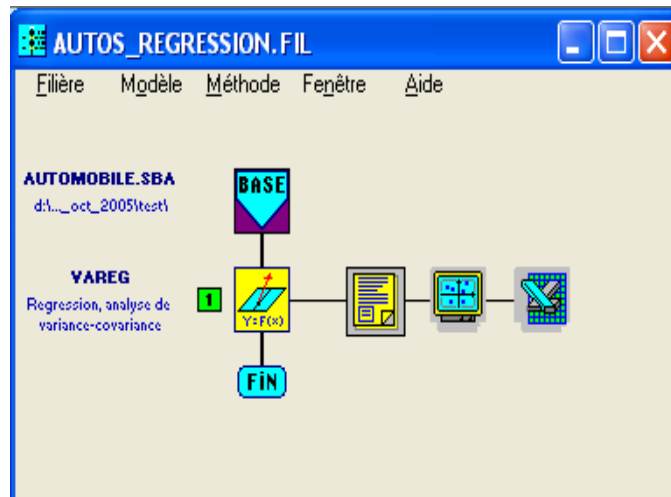 AUTOS_REGRESSION.FIL
Filière Modèle Méthode Fenêtre Aide
AUTOMOBILE.SBA
d:\..._oct_2005\test\
BASE
VAREG
Regression, analyse de
variance-covariance
1
Y=F(x)
FIN